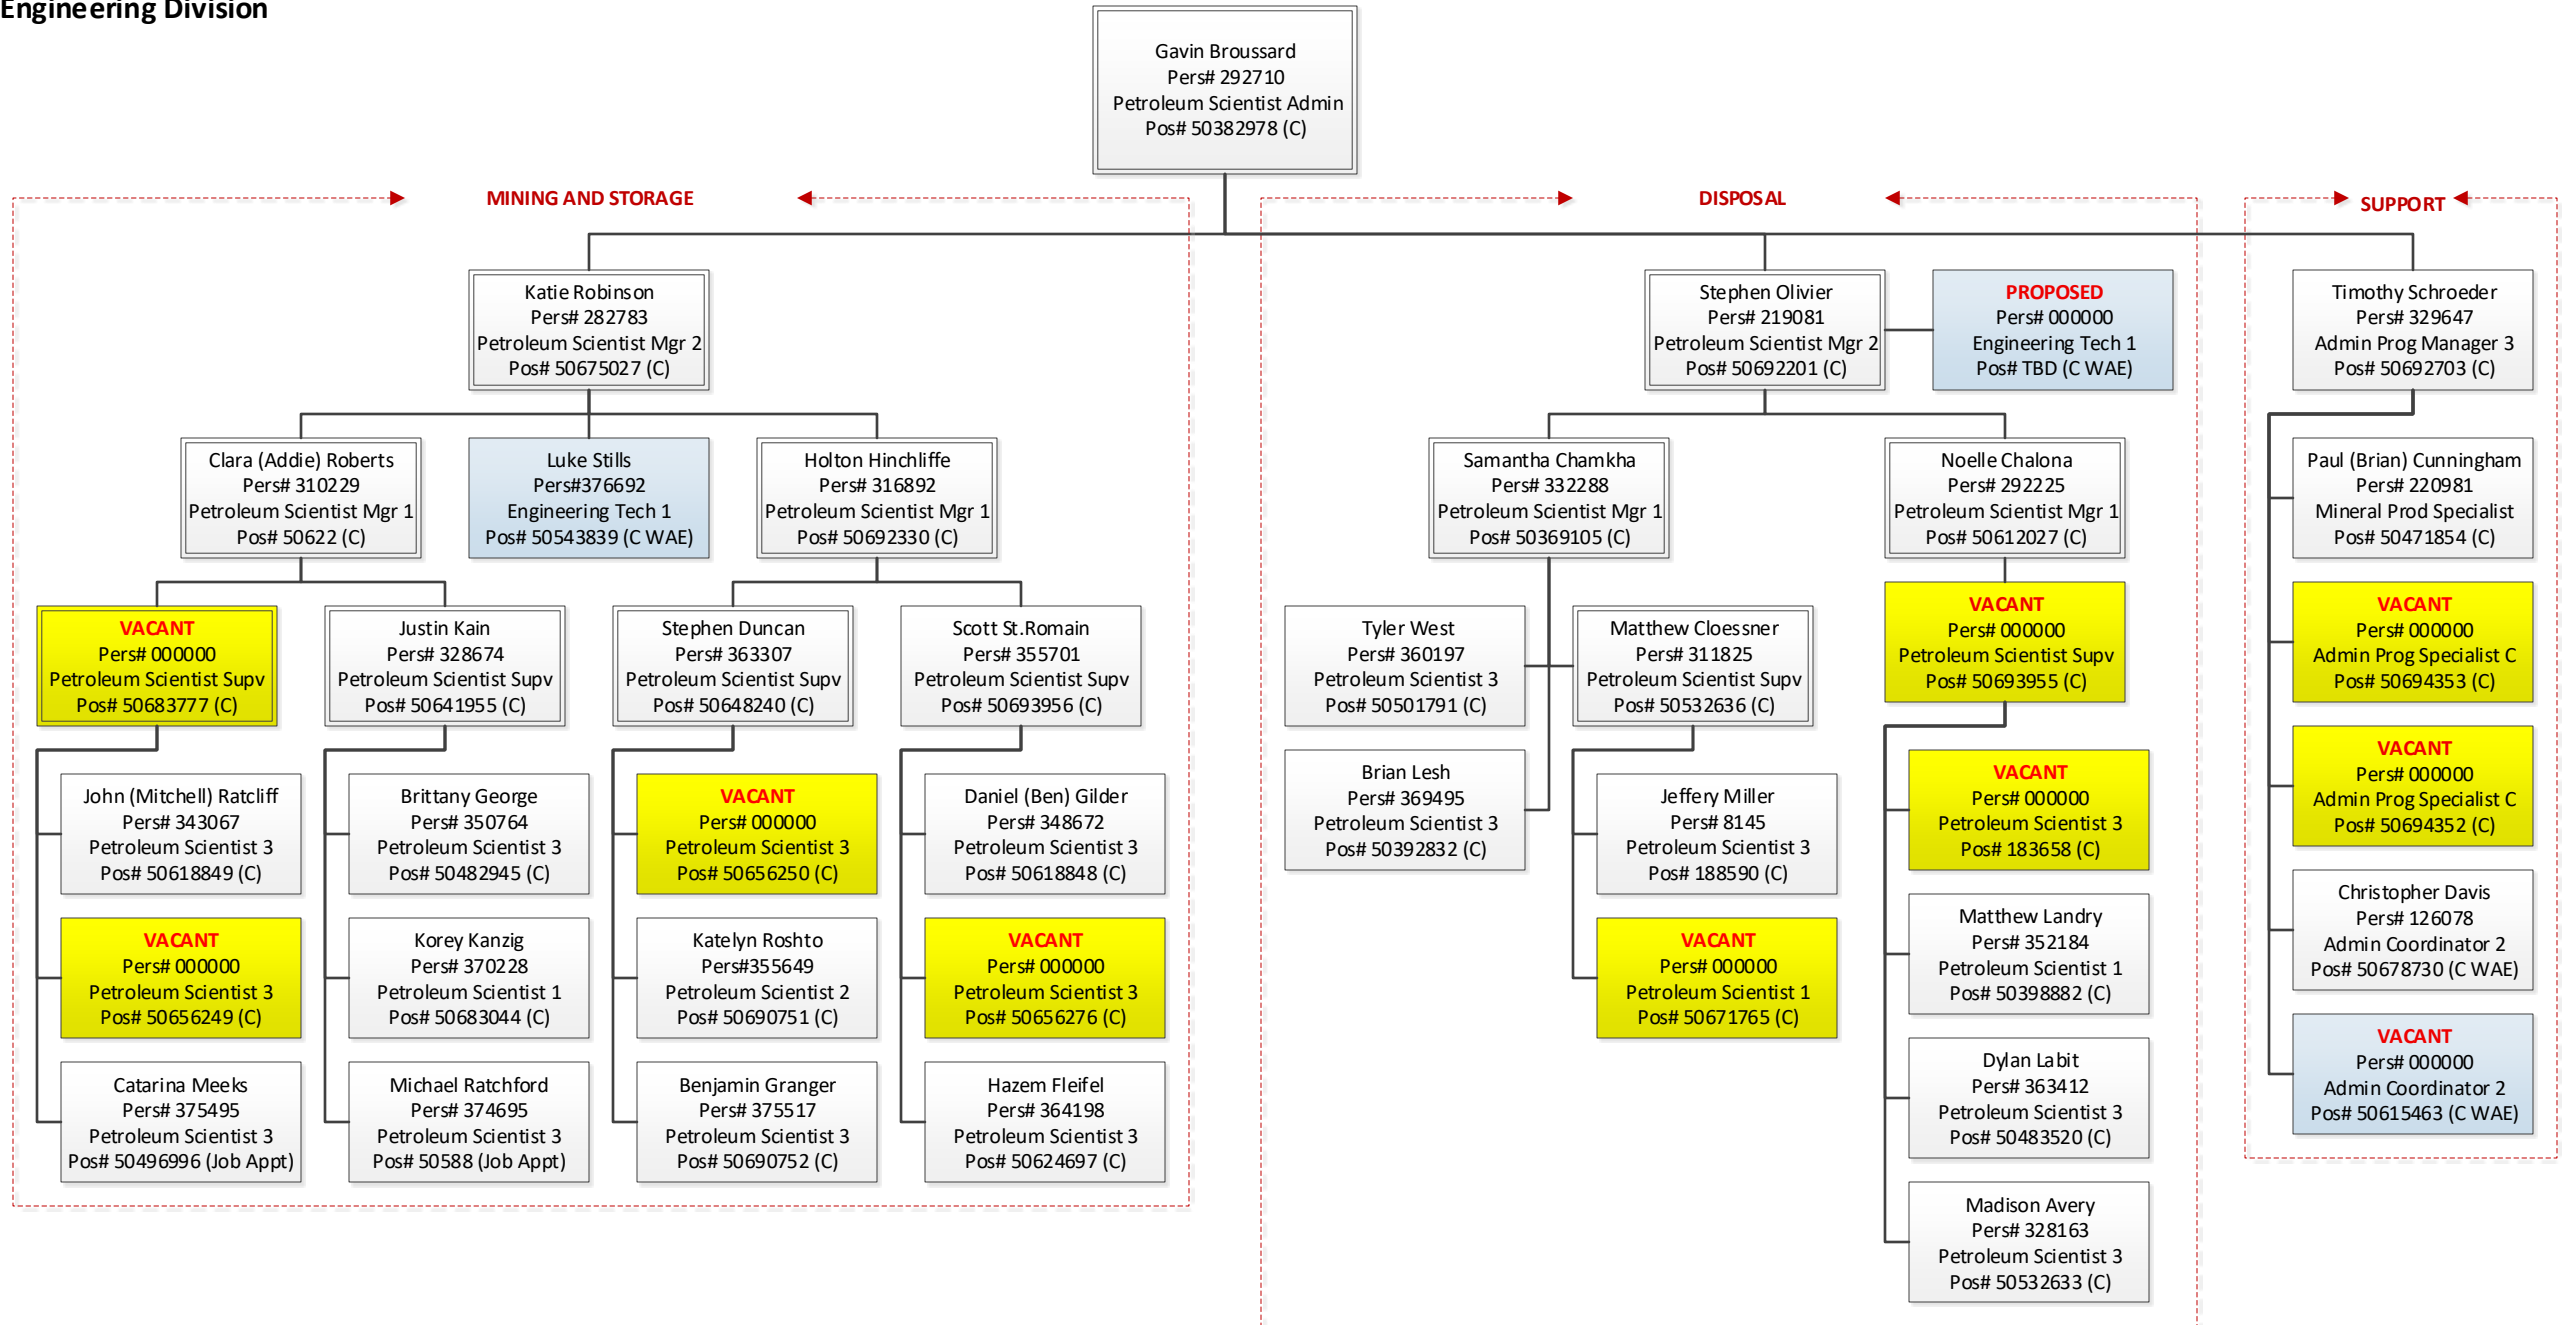 Engineering Division
Gavin Broussard
Pers# 292710
Petroleum Scientist Admin
Pos# 50382978 (C)
MINING AND STORAGE
DISPOSAL
SUPPORT
Katie Robinson
Pers# 282783
Petroleum Scientist Mgr 2
Pos# 50675027 (C)
Stephen Olivier
Pers# 219081
Petroleum Scientist Mgr 2
Pos# 50692201 (C)
PROPOSED
Pers# 000000
Engineering Tech 1
Pos# TBD (C WAE)
Timothy Schroeder
Pers# 329647
Admin Prog Manager 3
Pos# 50692703 (C)
Clara (Addie) Roberts
Pers# 310229
Petroleum Scientist Mgr 1
Pos# 50622 (C)
Luke Stills
Pers#376692
Engineering Tech 1
Pos# 50543839 (C WAE)
Holton Hinchliffe
Pers# 316892
Petroleum Scientist Mgr 1
Pos# 50692330 (C)
Samantha Chamkha
Pers# 332288
Petroleum Scientist Mgr 1
Pos# 50369105 (C)
Noelle Chalona
Pers# 292225
Petroleum Scientist Mgr 1
Pos# 50612027 (C)
Paul (Brian) Cunningham
Pers# 220981
Mineral Prod Specialist
Pos# 50471854 (C)
VACANT
Pers# 000000
Petroleum Scientist Supv
Pos# 50683777 (C)
Justin Kain
Pers# 328674
Petroleum Scientist Supv
Pos# 50641955 (C)
Stephen Duncan
Pers# 363307
Petroleum Scientist Supv
Pos# 50648240 (C)
Scott St.Romain
Pers# 355701
Petroleum Scientist Supv
Pos# 50693956 (C)
Tyler West
Pers# 360197
Petroleum Scientist 3
Pos# 50501791 (C)
Matthew Cloessner
Pers# 311825
Petroleum Scientist Supv
Pos# 50532636 (C)
VACANT
Pers# 000000
Petroleum Scientist Supv
Pos# 50693955 (C)
VACANT
Pers# 000000
Admin Prog Specialist C
Pos# 50694353 (C)
John (Mitchell) Ratcliff
Pers# 343067
Petroleum Scientist 3
Pos# 50618849 (C)
Brittany George
Pers# 350764
Petroleum Scientist 3
Pos# 50482945 (C)
VACANT
Pers# 000000
Petroleum Scientist 3
Pos# 50656250 (C)
Daniel (Ben) Gilder
Pers# 348672
Petroleum Scientist 3
Pos# 50618848 (C)
Brian Lesh
Pers# 369495
Petroleum Scientist 3
Pos# 50392832 (C)
Jeffery Miller
Pers# 8145
Petroleum Scientist 3
Pos# 188590 (C)
VACANT
Pers# 000000
Petroleum Scientist 3
Pos# 183658 (C)
VACANT
Pers# 000000
Admin Prog Specialist C
Pos# 50694352 (C)
VACANT
Pers# 000000
Petroleum Scientist 3
Pos# 50656249 (C)
Korey Kanzig
Pers# 370228
Petroleum Scientist 1
Pos# 50683044 (C)
Katelyn Roshto
Pers#355649
Petroleum Scientist 2
Pos# 50690751 (C)
VACANT
Pers# 000000
Petroleum Scientist 3
Pos# 50656276 (C)
VACANT
Pers# 000000
Petroleum Scientist 1
Pos# 50671765 (C)
Matthew Landry
Pers# 352184
Petroleum Scientist 1
Pos# 50398882 (C)
Christopher Davis
Pers# 126078
Admin Coordinator 2
Pos# 50678730 (C WAE)
Catarina Meeks
Pers# 375495
Petroleum Scientist 3
Pos# 50496996 (Job Appt)
Michael Ratchford
Pers# 374695
Petroleum Scientist 3
Pos# 50588 (Job Appt)
Benjamin Granger
Pers# 375517
Petroleum Scientist 3
Pos# 50690752 (C)
Hazem Fleifel
Pers# 364198
Petroleum Scientist 3
Pos# 50624697 (C)
Dylan Labit
Pers# 363412
Petroleum Scientist 3
Pos# 50483520 (C)
VACANT
Pers# 000000
Admin Coordinator 2
Pos# 50615463 (C WAE)
Madison Avery
Pers# 328163
Petroleum Scientist 3
Pos# 50532633 (C)